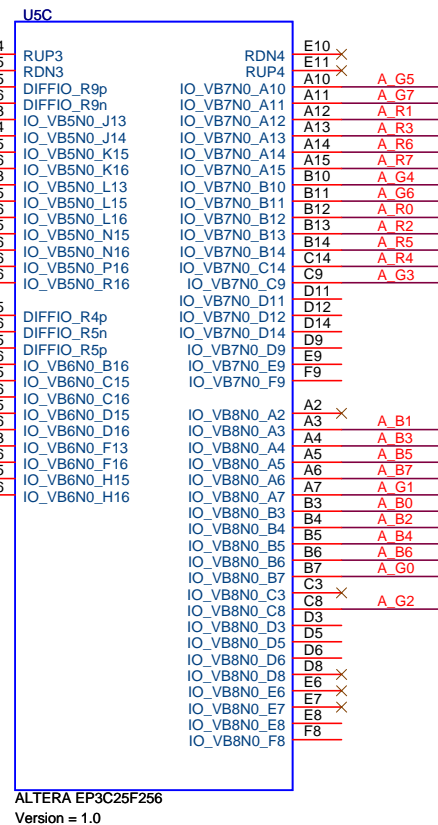 U5C
RUP3
RDN3
DIFFIO_R9p
DIFFIO_R9n
IO_VB5N0_J13
IO_VB5N0_J14
IO_VB5N0_K15
IO_VB5N0_K16
IO_VB5N0_L13
IO_VB5N0_L15
IO_VB5N0_L16
IO_VB5N0_N15
IO_VB5N0_N16
IO_VB5N0_P16
IO_VB5N0_R16
DIFFIO_R4p
DIFFIO_R5n
DIFFIO_R5p
IO_VB6N0_B16
IO_VB6N0_C15
IO_VB6N0_C16
IO_VB6N0_D15
IO_VB6N0_D16
IO_VB6N0_F13
IO_VB6N0_F16
IO_VB6N0_H15
IO_VB6N0_H16
RDN4 E10
RUP4 E11
IO_VB7N0_A10 A10 A_G5
IO_VB7N0_A11 A11 A_G7
IO_VB7N0_A12 A12 A_R1
IO_VB7N0_A13 A13 A_R3
IO_VB7N0_A14 A14 A_R6
IO_VB7N0_A15 A15 A_R7
IO_VB7N0_B10 B10 A_G4
IO_VB7N0_B11 B11 A_G6
IO_VB7N0_B12 B12 A_R0
IO_VB7N0_B13 B13 A_R2
IO_VB7N0_B14 B14 A_R5
IO_VB7N0_C14 C14 A_R4
IO_VB7N0_C9 C9 A_G3
IO_VB7N0_D11 D11
IO_VB7N0_D12 D12
IO_VB7N0_D14 D14
IO_VB7N0_D9 D9
IO_VB7N0_E9 E9
IO_VB7N0_F9 F9
IO_VB8N0_A2 A2
IO_VB8N0_A3 A3 A_B1
IO_VB8N0_A4 A4 A_B3
IO_VB8N0_A5 A5 A_B5
IO_VB8N0_A6 A6 A_B7
IO_VB8N0_A7 A7 A_G1
IO_VB8N0_B3 B3 A_B0
IO_VB8N0_B4 B4 A_B2
IO_VB8N0_B5 B5 A_B4
IO_VB8N0_B6 B6 A_B6
IO_VB8N0_B7 B7 A_G0
IO_VB8N0_C3 C3
IO_VB8N0_C8 C8 A_G2
IO_VB8N0_D3 D3
IO_VB8N0_D5 D5
IO_VB8N0_D6 D6
IO_VB8N0_D8 D8
IO_VB8N0_E6 E6
IO_VB8N0_E7 E7
IO_VB8N0_E8 E8
IO_VB8N0_F8 F8
ALTERA EP3C25F256
Version = 1.0